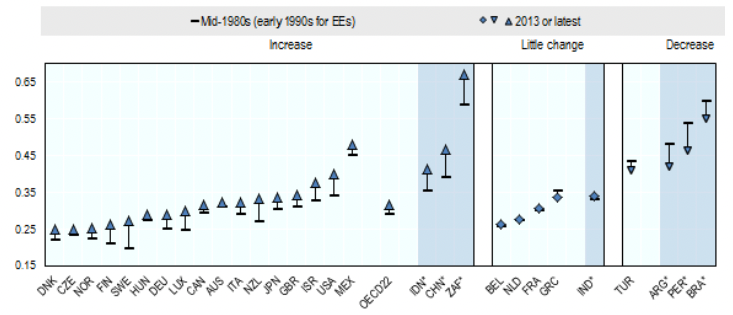 Mid-1980s (early 1990s for EEs) 2013 or latest
Increase Little change Decrease
0.65
0.55
0.45
0.35
0.25
0.15
DNK CZE NOR FIN SWE HUN DEU LUX CAN AUS ITA NZL JPN GBR ISR USA MEX OECD22 IDN* CHN* ZAF* BEL NLD FRA GRC IND* TUR ARG* PER* BRA*